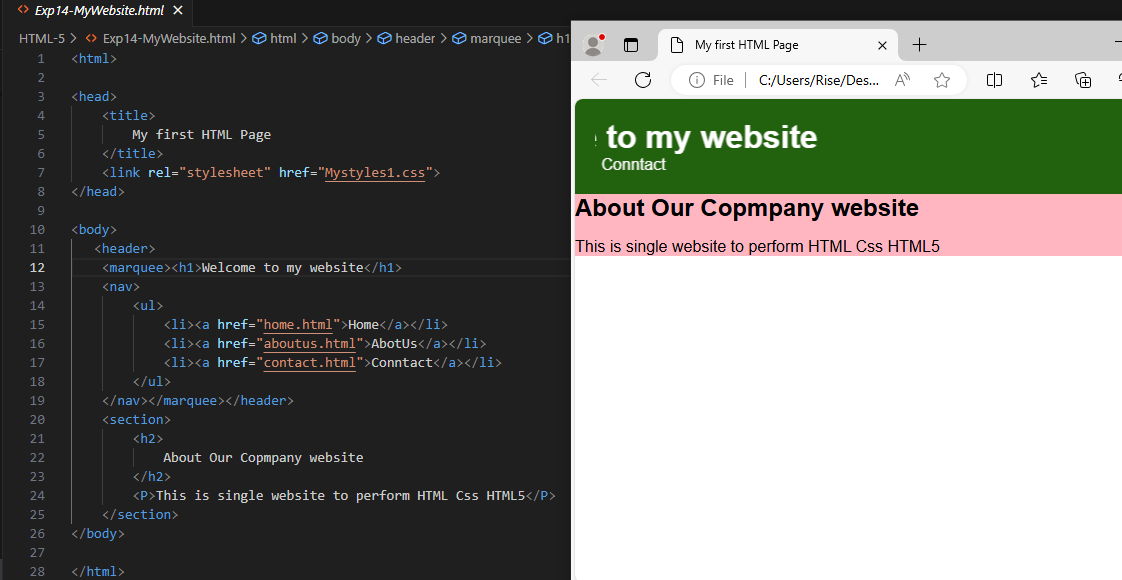 Exp14-MyWebsite.html
HTML-5 > Exp14-MyWebsite.html > html > body > header > marquee > h1
1 <html>
2
3 <head>
4 <title>
5 My first HTML Page
6 </title>
7 <link rel="stylesheet" href="Mystyles1.css">
8 </head>
9
10 <body>
11 <header>
12 <marquee><h1>Welcome to my website</h1>
13 <nav>
14 <ul>
15 <li><a href="home.html">Home</a></li>
16 <li><a href="aboutus.html">AbotUs</a></li>
17 <li><a href="contact.html">Conntact</a></li>
18 </ul>
19 </nav></marquee></header>
20 <section>
21 <h2>
22 About Our Copmpany website
23 </h2>
24 <P>This is single website to perform HTML Css HTML5</P>
25 </section>
26 </body>
27
28 </html>
My first HTML Page
File
C:/Users/Rise/Des...
to my website
Conntact
About Our Copmpany website
This is single website to perform HTML Css HTML5